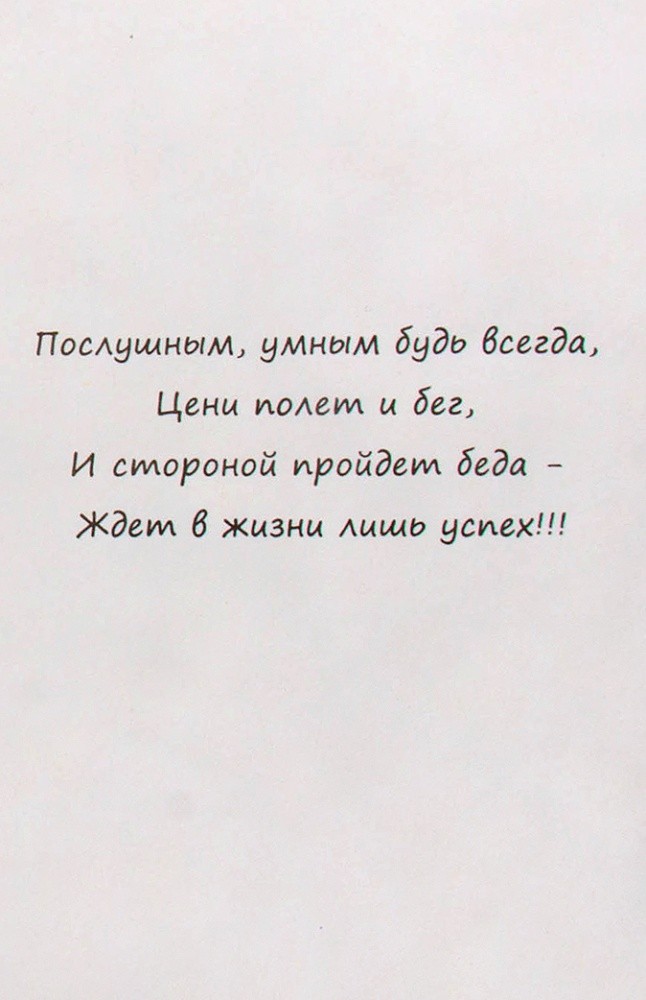 Послушным, умным будь всегда,
Цени полет и бег,
И стороной пройдет беда -
Ждет в жизни лишь успех!!!